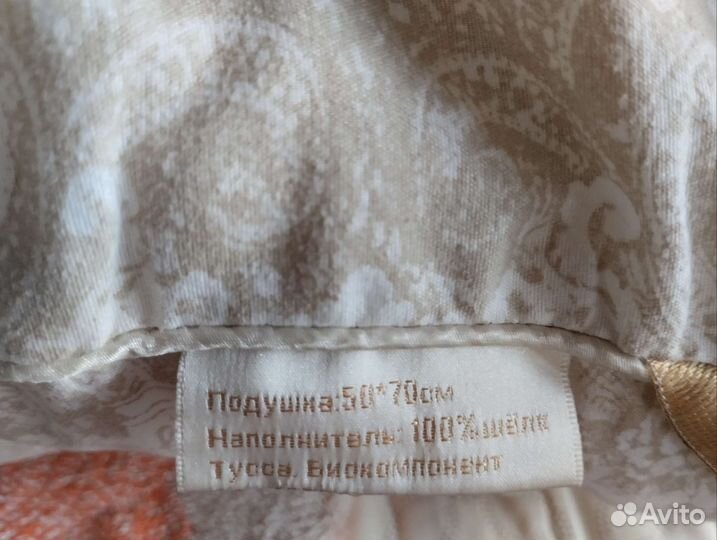 Подушка:50*70см
Наполнитель: 100%шёлк
Тусса, Биокомпонент
Avito